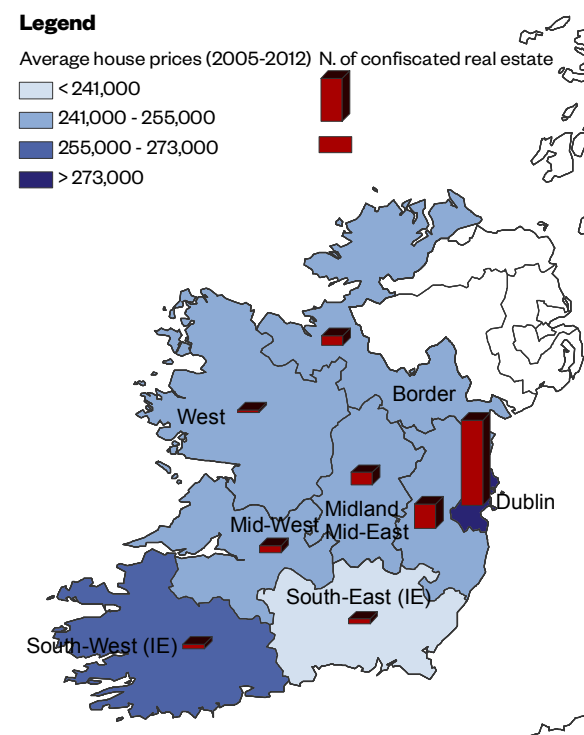 Legend
Average house prices (2005-2012) N. of confiscated real estate
< 241,000
241,000 - 255,000
255,000 - 273,000
> 273,000
Border
West
Dublin
Midland
Mid-West
Mid-East
South-East (IE)
South-West (IE)